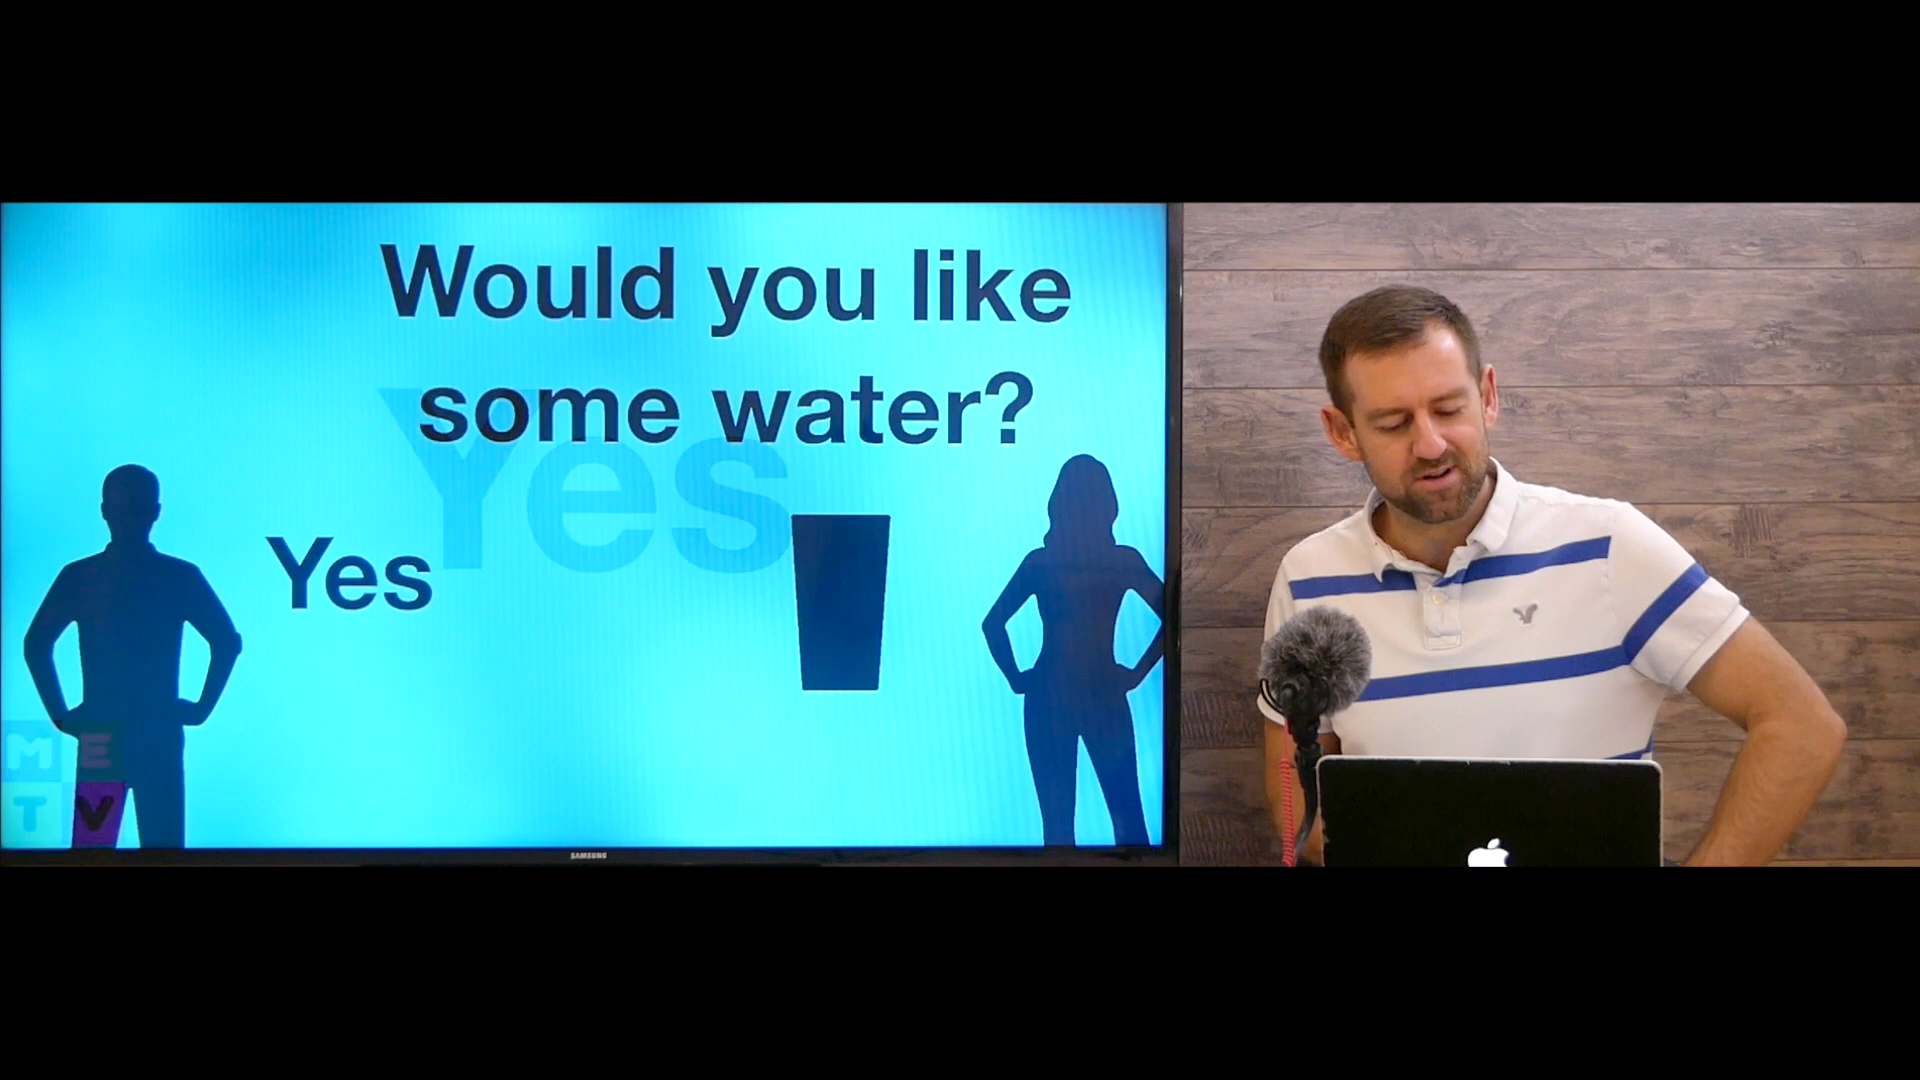 Would you like
some water?
Yes
Yes
M E
T V
SAMSUNG